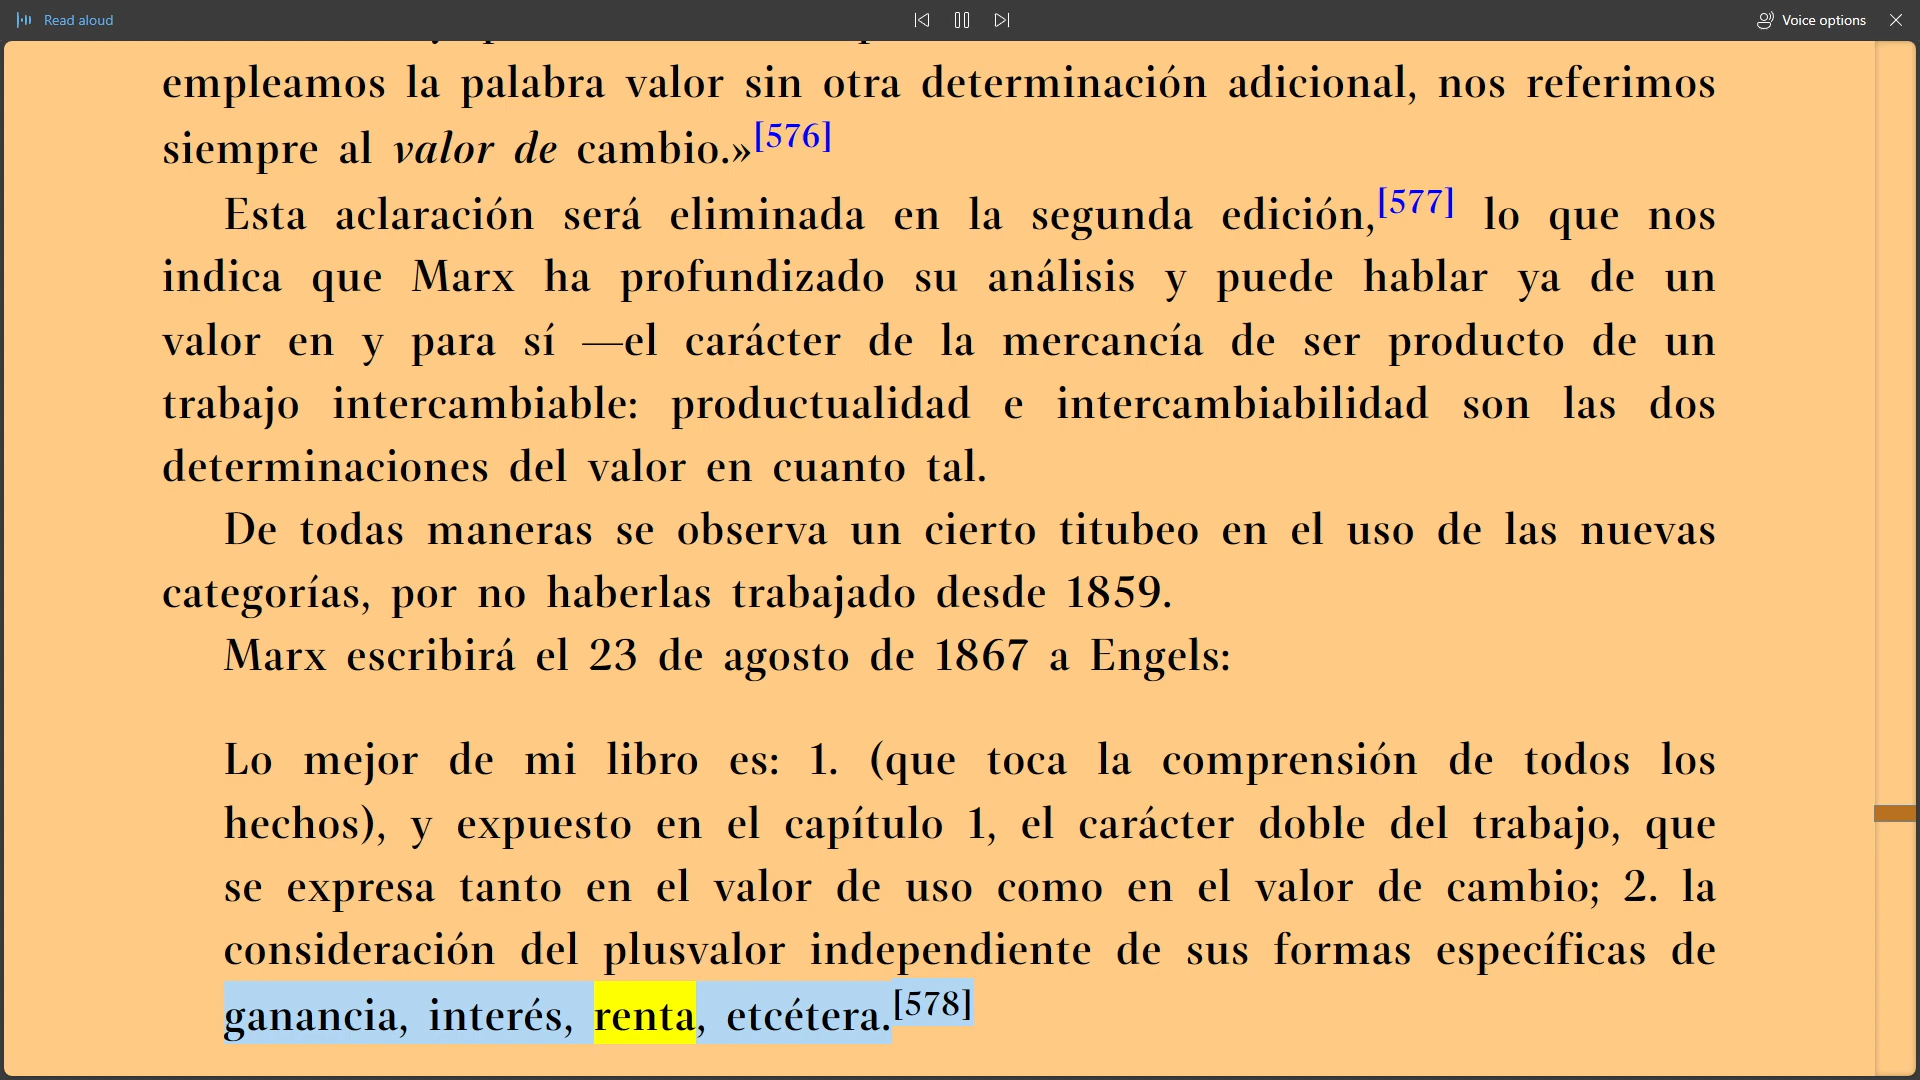 Read aloud
Voice options
empleamos la palabra valor sin otra determinación adicional, nos referimos
siempre al valor de cambio.»[576]
Esta aclaración será eliminada en la segunda edición,[577] lo que nos
indica que Marx ha profundizado su análisis y puede hablar ya de un
valor en y para sí —el carácter de la mercancía de ser producto de un
trabajo intercambiable: productualidad e intercambiabilidad son las dos
determinaciones del valor en cuanto tal.
De todas maneras se observa un cierto titubeo en el uso de las nuevas
categorías, por no haberlas trabajado desde 1859.
Marx escribirá el 23 de agosto de 1867 a Engels:
Lo mejor de mi libro es: 1. (que toca la comprensión de todos los
hechos), y expuesto en el capítulo 1, el carácter doble del trabajo, que
se expresa tanto en el valor de uso como en el valor de cambio; 2. la
consideración del plusvalor independiente de sus formas específicas de
ganancia, interés, renta, etcétera.[578]